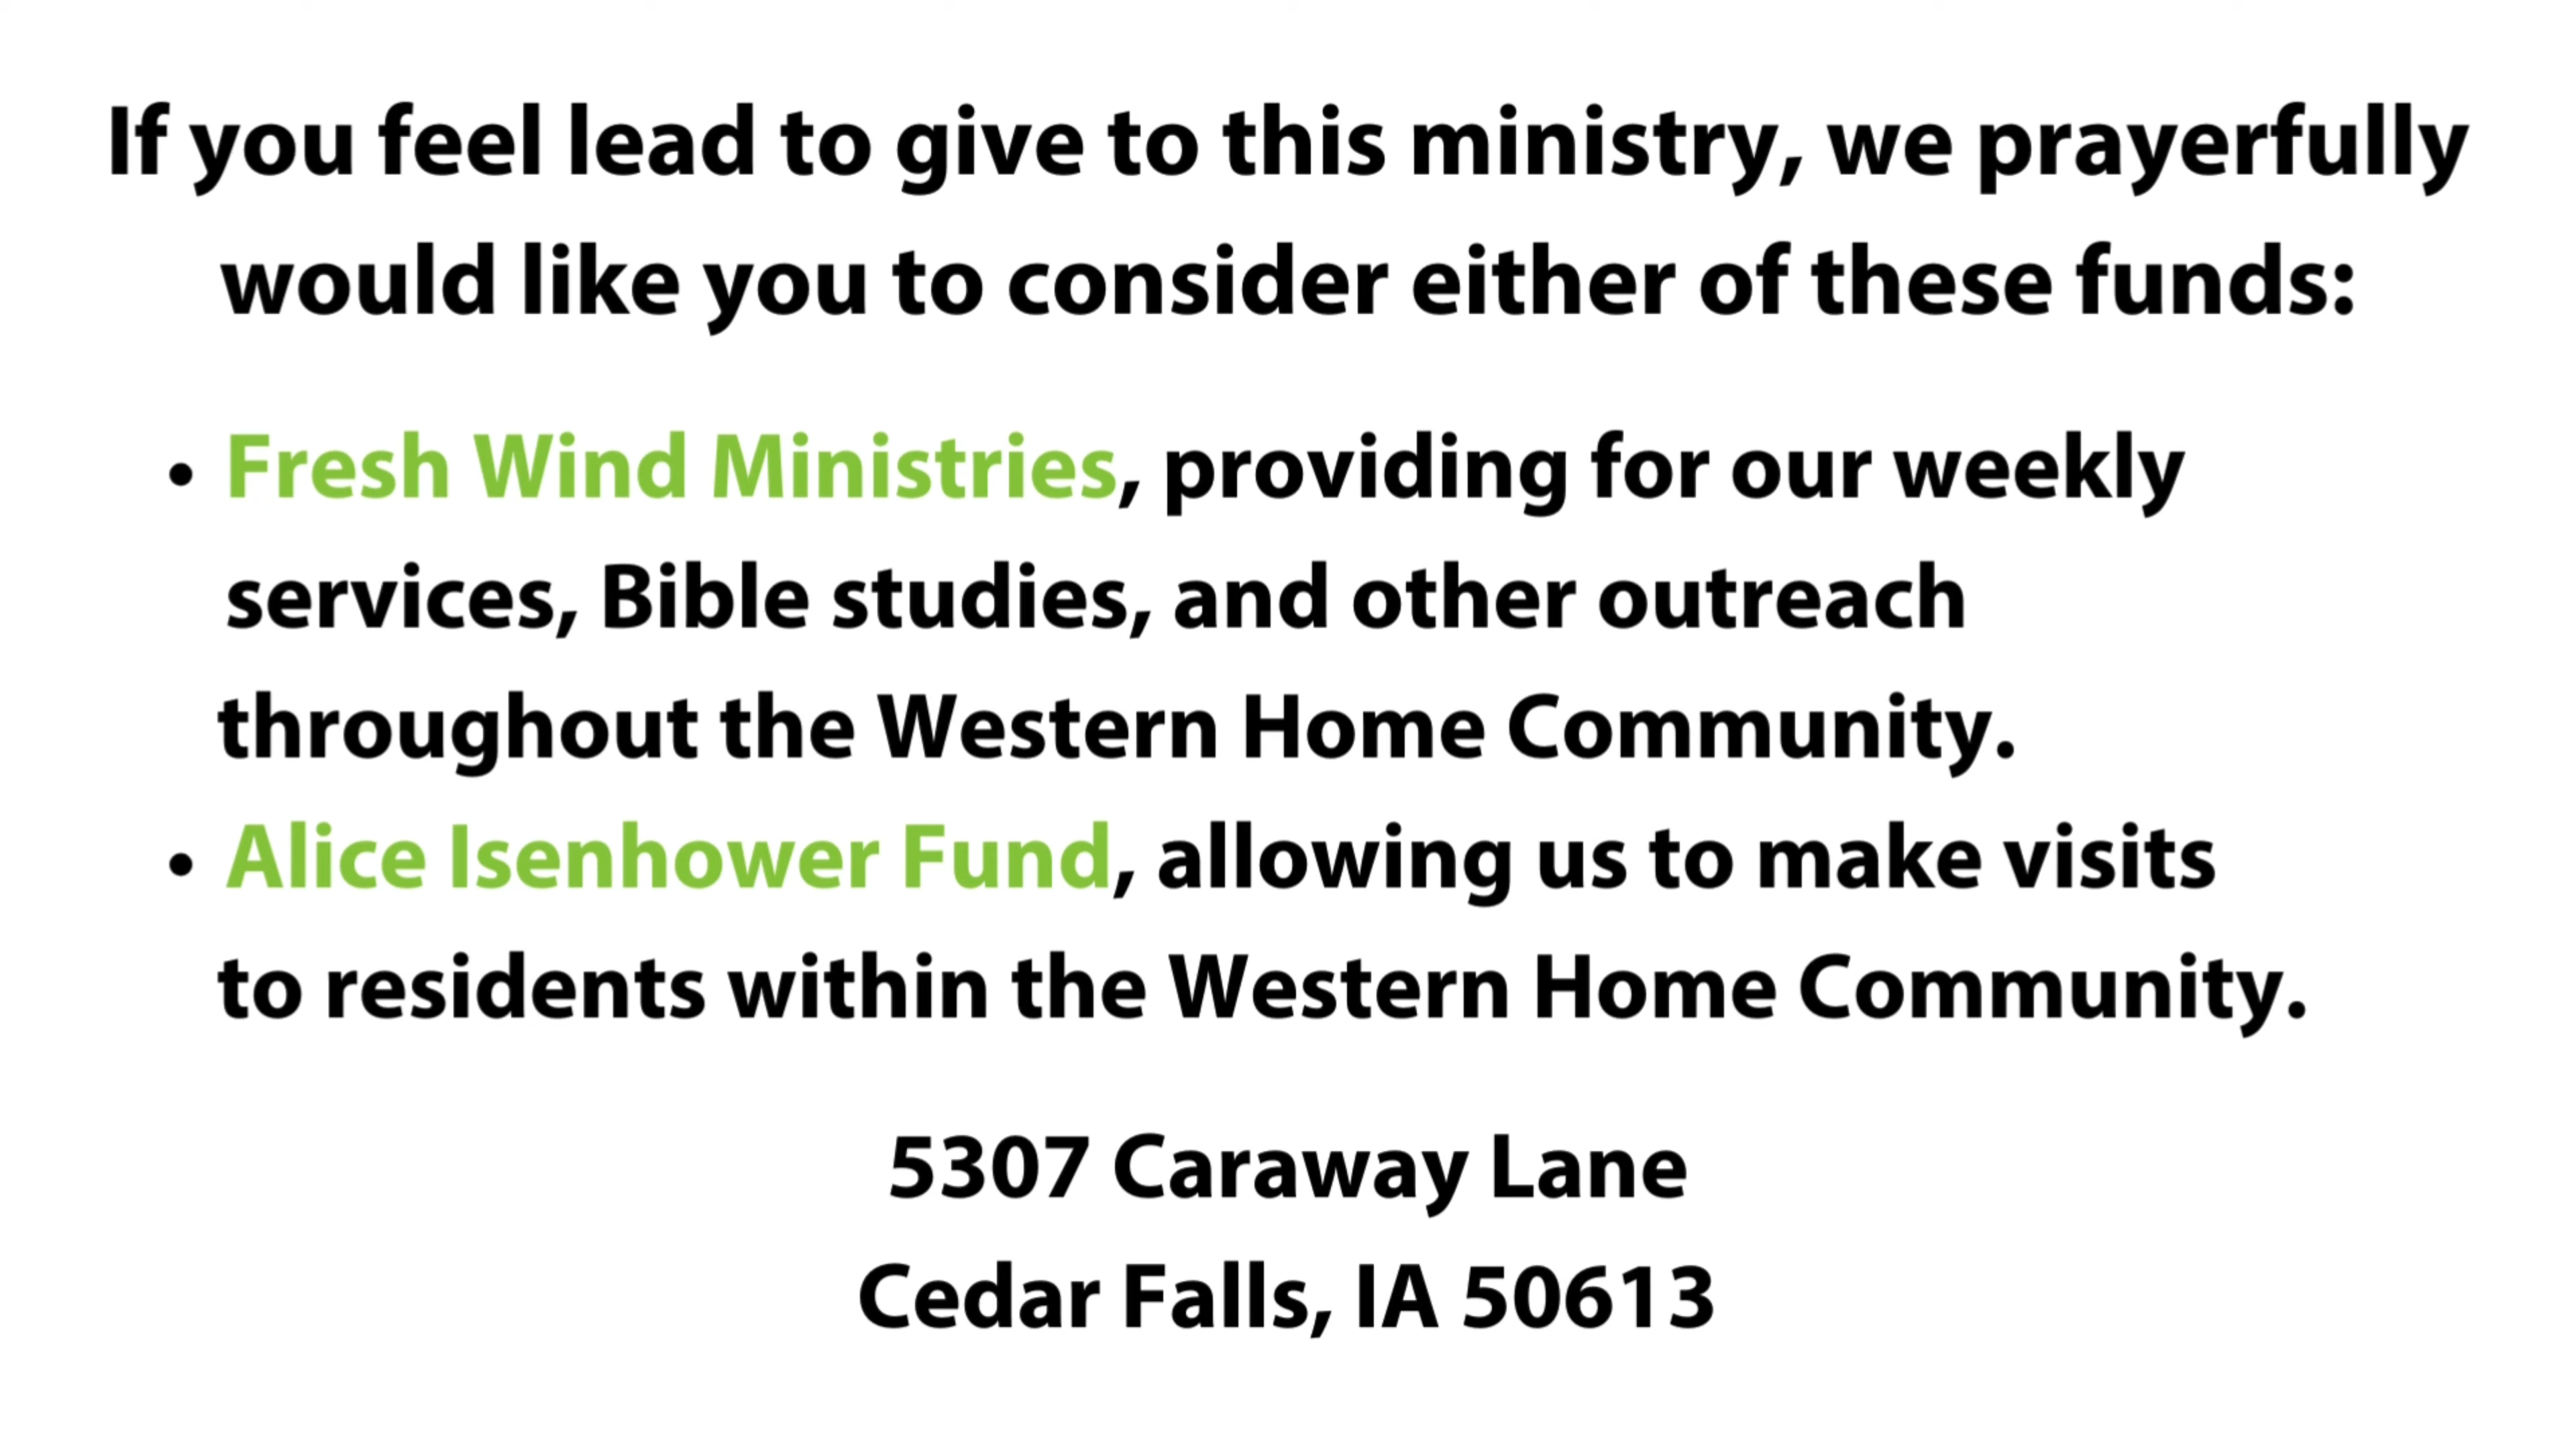 If you feel lead to give to this ministry, we prayerfully
would like you to consider either of these funds:
• Fresh Wind Ministries, providing for our weekly
services, Bible studies, and other outreach
throughout the Western Home Community.
• Alice Isenhower Fund, allowing us to make visits
to residents within the Western Home Community.
5307 Caraway Lane
Cedar Falls, IA 50613